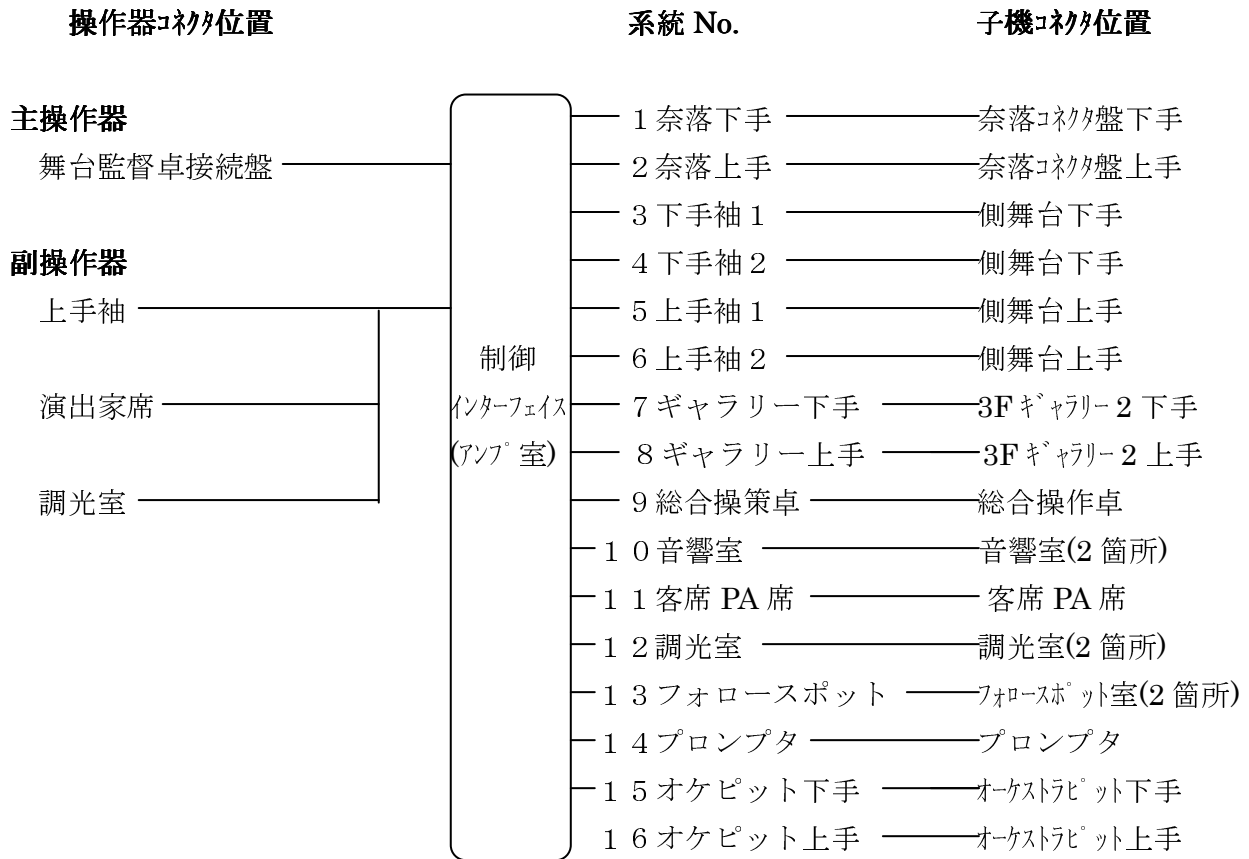 操作器ｺﾈｸﾀ位置 系統 No. 子機ｺﾈｸﾀ位置
主操作器 1 奈落下手 奈落ｺﾈｸﾀ盤下手
舞台監督卓接続盤 2 奈落上手 奈落ｺﾈｸﾀ盤上手
3 下手袖１ 側舞台下手
副操作器 4 下手袖２ 側舞台下手
上手袖 5 上手袖１ 側舞台上手
制御 6 上手袖２ 側舞台上手
演出家席 ｲﾝﾀｰﾌｪｲｽ 7 ギャラリー下手 3F ｷﾞｬﾗﾘｰ 2 下手
(ｱﾝﾌﾟ室) 8 ギャラリー上手 3F ｷﾞｬﾗﾘｰ 2 上手
調光室 9 総合操策卓 総合操作卓
１０音響室 音響室(2 箇所)
１１客席 PA 席 客席 PA 席
１２調光室 調光室(2 箇所)
１３フォロースポット ﾌｫﾛｰｽﾎﾟｯﾄ室(2 箇所)
１４プロンプタ プロンプタ
１５オケピット下手 ｵｰｹｽﾄﾗﾋﾟｯﾄ下手
１６オケピット上手 ｵｰｹｽﾄﾗﾋﾟｯﾄ上手